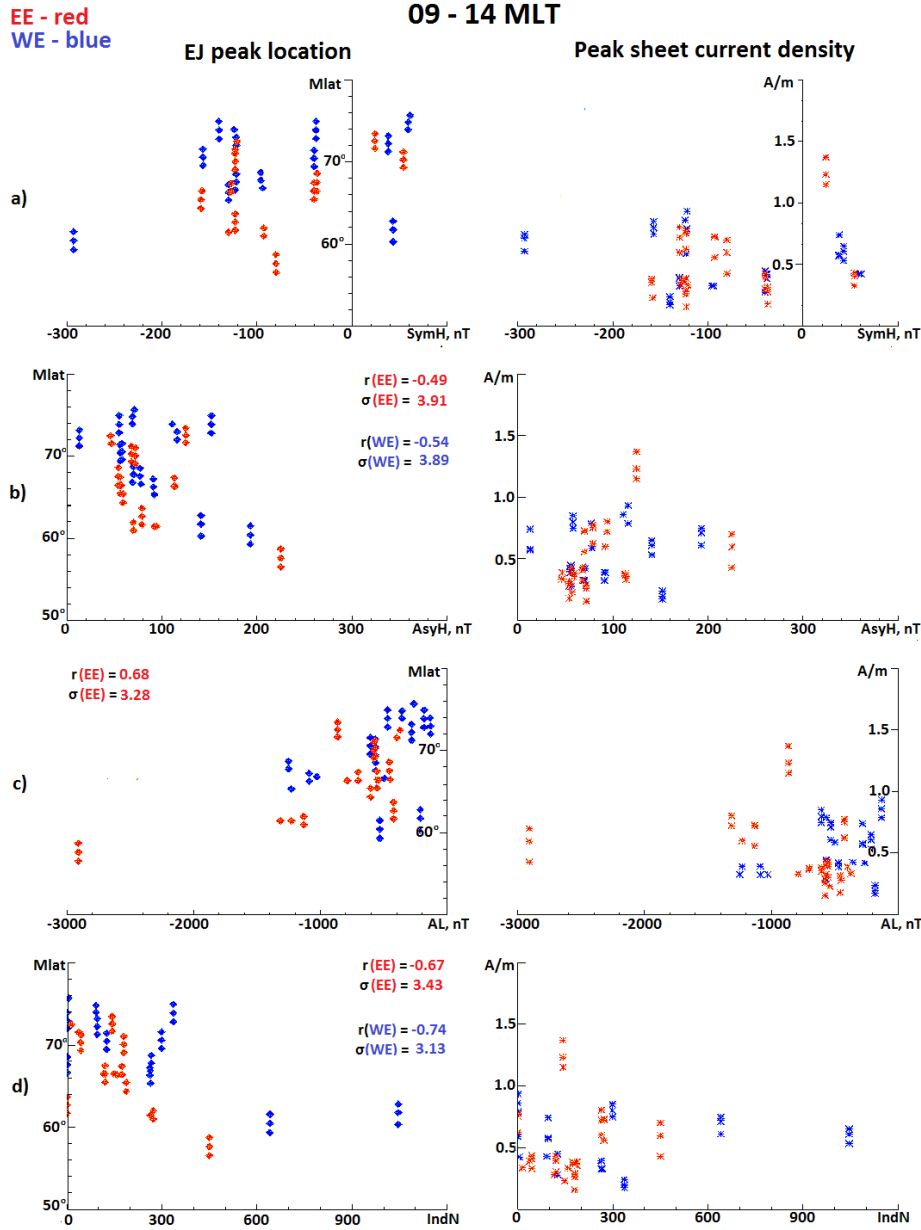 09 - 14 MLT
EE - red
WE - blue
EJ peak location
Peak sheet current density
a)
Mlat
70°
60°
-300 -200 -100 0 SymH, nT
A/m
1.5
1.0
0.5
-300 -200 -100 0 SymH, nT
b)
Mlat
70°
60°
50°
0 100 200 300 AsyH, nT
r(EE) = -0.49
σ(EE) = 3.91
r(WE) = -0.54
σ(WE) = 3.89
A/m
1.5
1.0
0.5
0 100 200 300 AsyH, nT
c)
r(EE) = 0.68
σ(EE) = 3.28
Mlat
70°
60°
-3000 -2000 -1000 AL, nT
A/m
1.5
1.0
0.5
-3000 -2000 -1000 AL, nT
d)
Mlat
70°
60°
50°
0 300 600 900 IndN
r(EE) = -0.67
σ(EE) = 3.43
r(WE) = -0.74
σ(WE) = 3.13
A/m
1.5
1.0
0.5
0 300 600 900 IndN